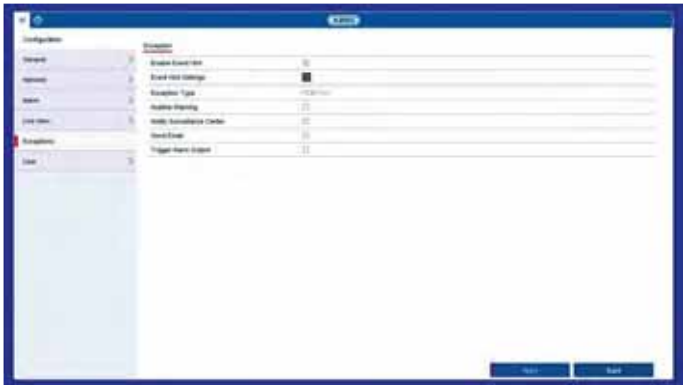 ABUS
Configuration
General
Network
Alarm
Live View
Exceptions
User
Exception
Enable Event Hint
Event Hint Settings
Exception Type
Audible Warning
Notify Surveillance Center
Send Email
Trigger Alarm Output
Apply
Back